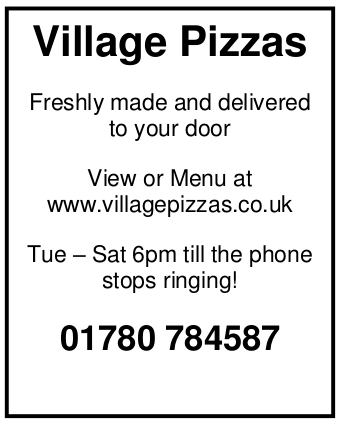 Village Pizzas
Freshly made and delivered
to your door
View or Menu at
www.villagepizzas.co.uk
Tue – Sat 6pm till the phone
stops ringing!
01780 784587